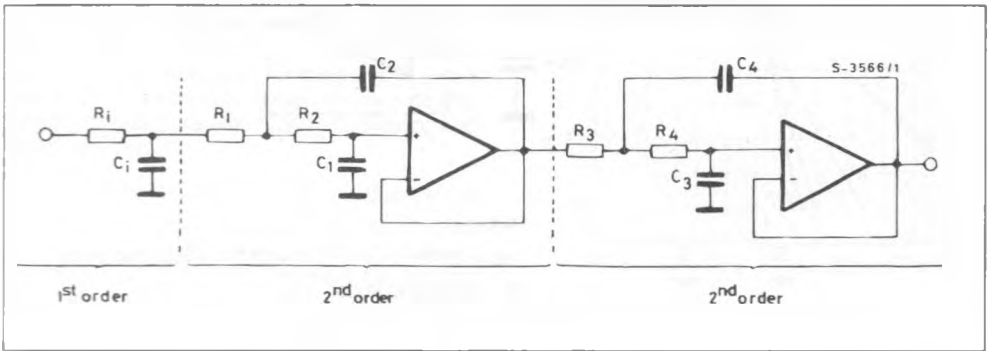 C2
C4
S-3566/1
Ri
R1
R2
R3
R4
+
+
Ci
C1
C3
−
−
1st order
2nd order
2nd order